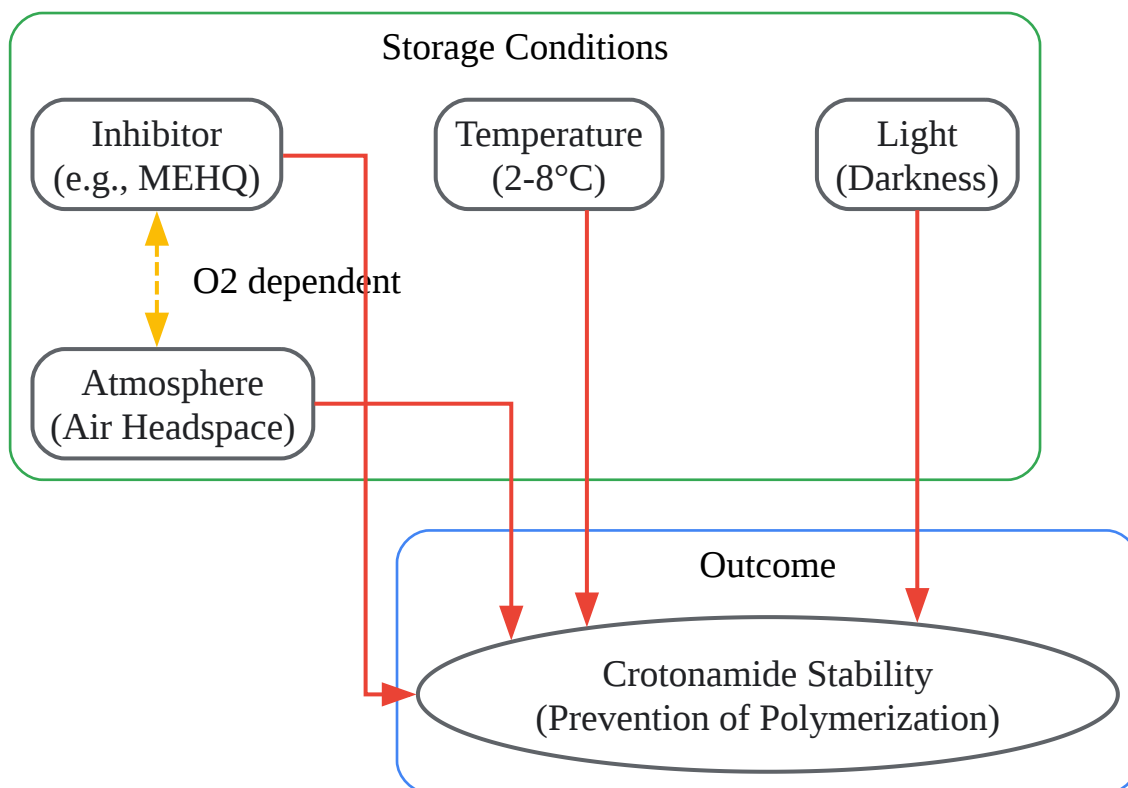 Storage Conditions
Inhibitor
(e.g., MEHQ)
Temperature
(2-8°C)
Light
(Darkness)
O2 dependent
Atmosphere
(Air Headspace)
Outcome
Crotonamide Stability
(Prevention of Polymerization)